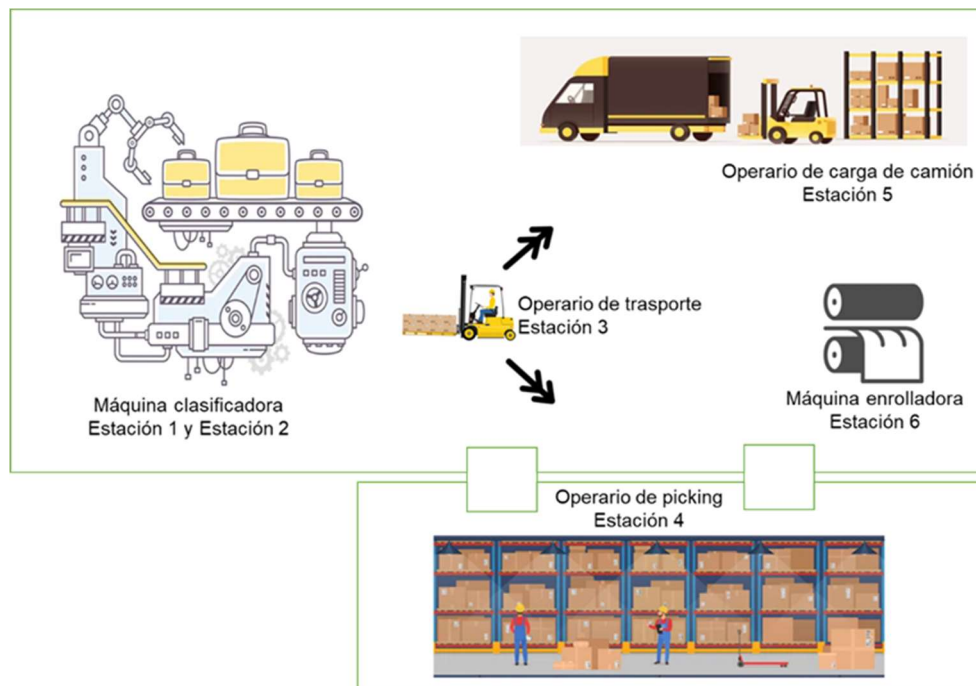 Operario de carga de camión
Estación 5
Operario de trasporte
Estación 3
Máquina clasificadora
Estación 1 y Estación 2
Máquina enrolladora
Estación 6
Operario de picking
Estación 4